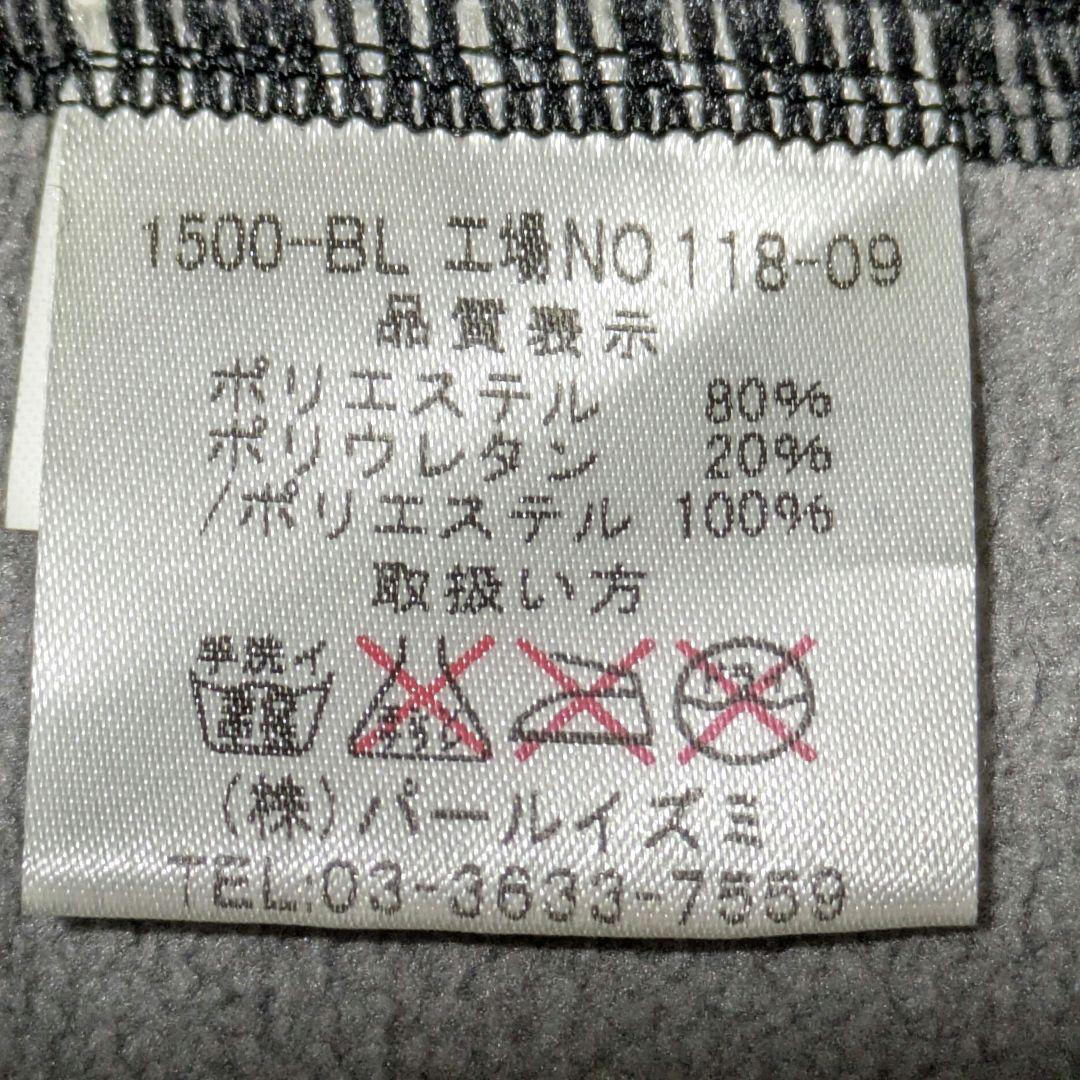 1500-BL 工場NO.118-09
品質表示
ポリエステル 80%
ポリウレタン 20%
/ポリエステル 100%
取扱い方
手洗イ
(株)パールイズミ
TEL:03-3633-7559